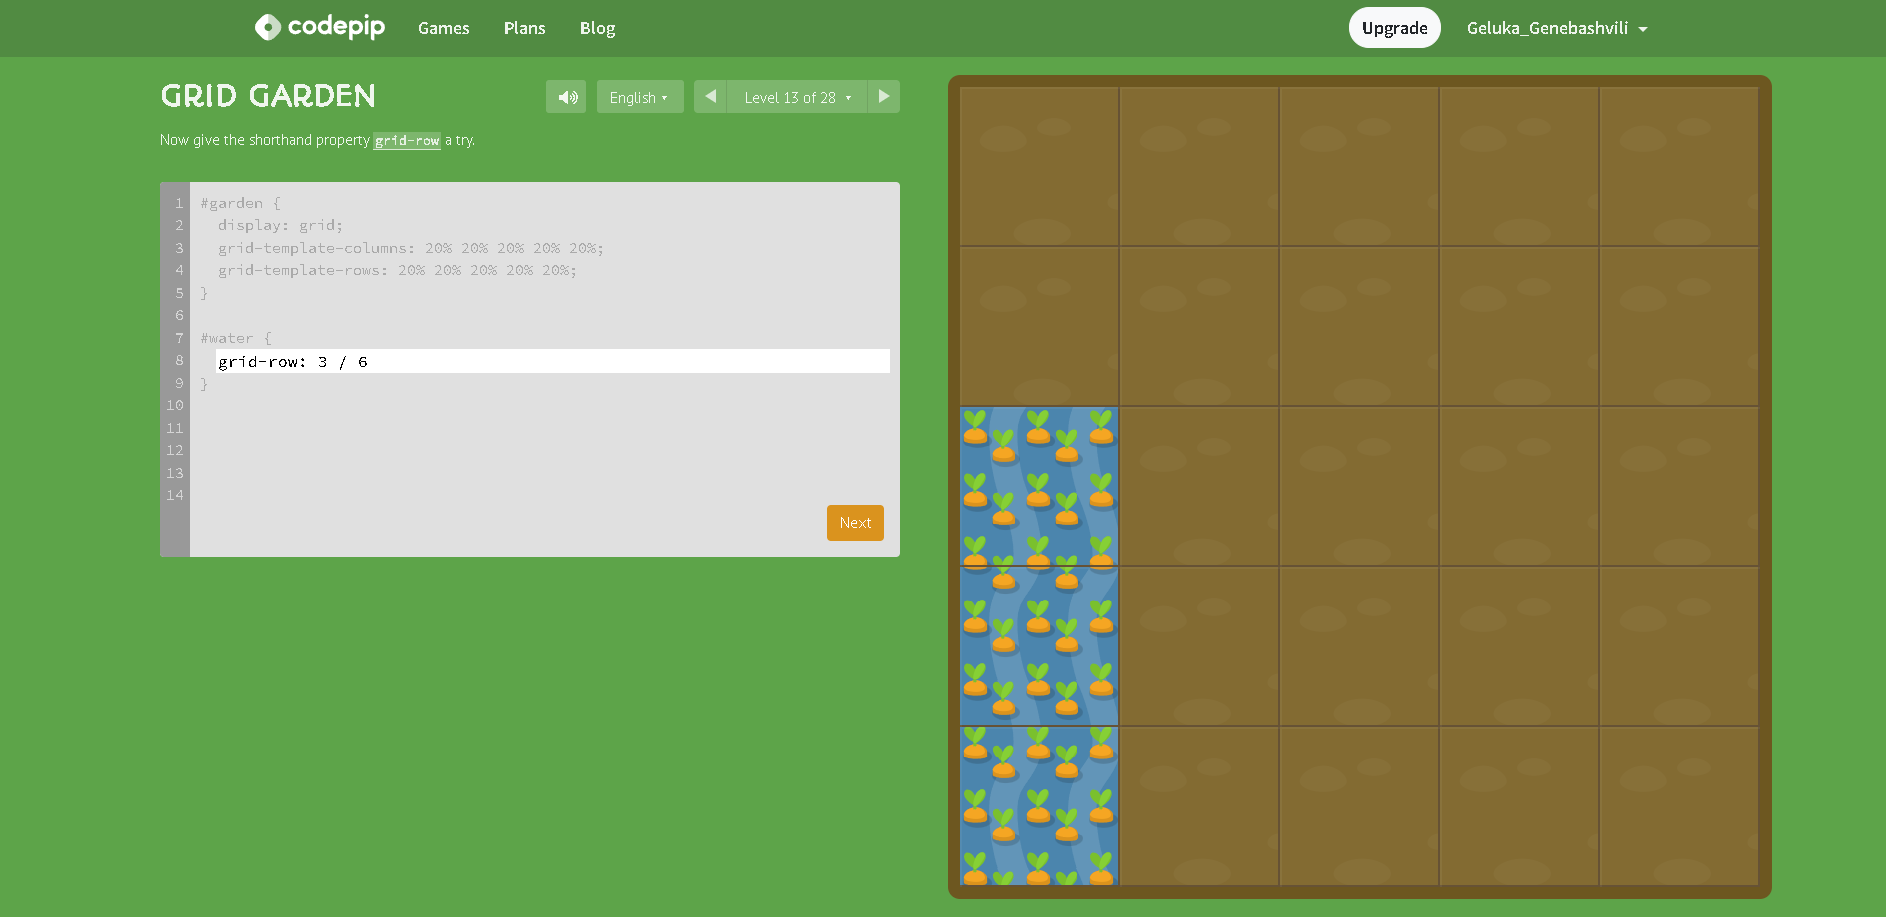 codepip Games Plans Blog Upgrade Geluka_Genebashvili
GRID GARDEN English Level 13 of 28
Now give the shorthand property grid-row a try.
1 #garden {
2 display: grid;
3 grid-template-columns: 20% 20% 20% 20% 20%;
4 grid-template-rows: 20% 20% 20% 20% 20%;
5 }
6
7 #water {
8 grid-row: 3 / 6
9 }
10
11
12
13
14
Next